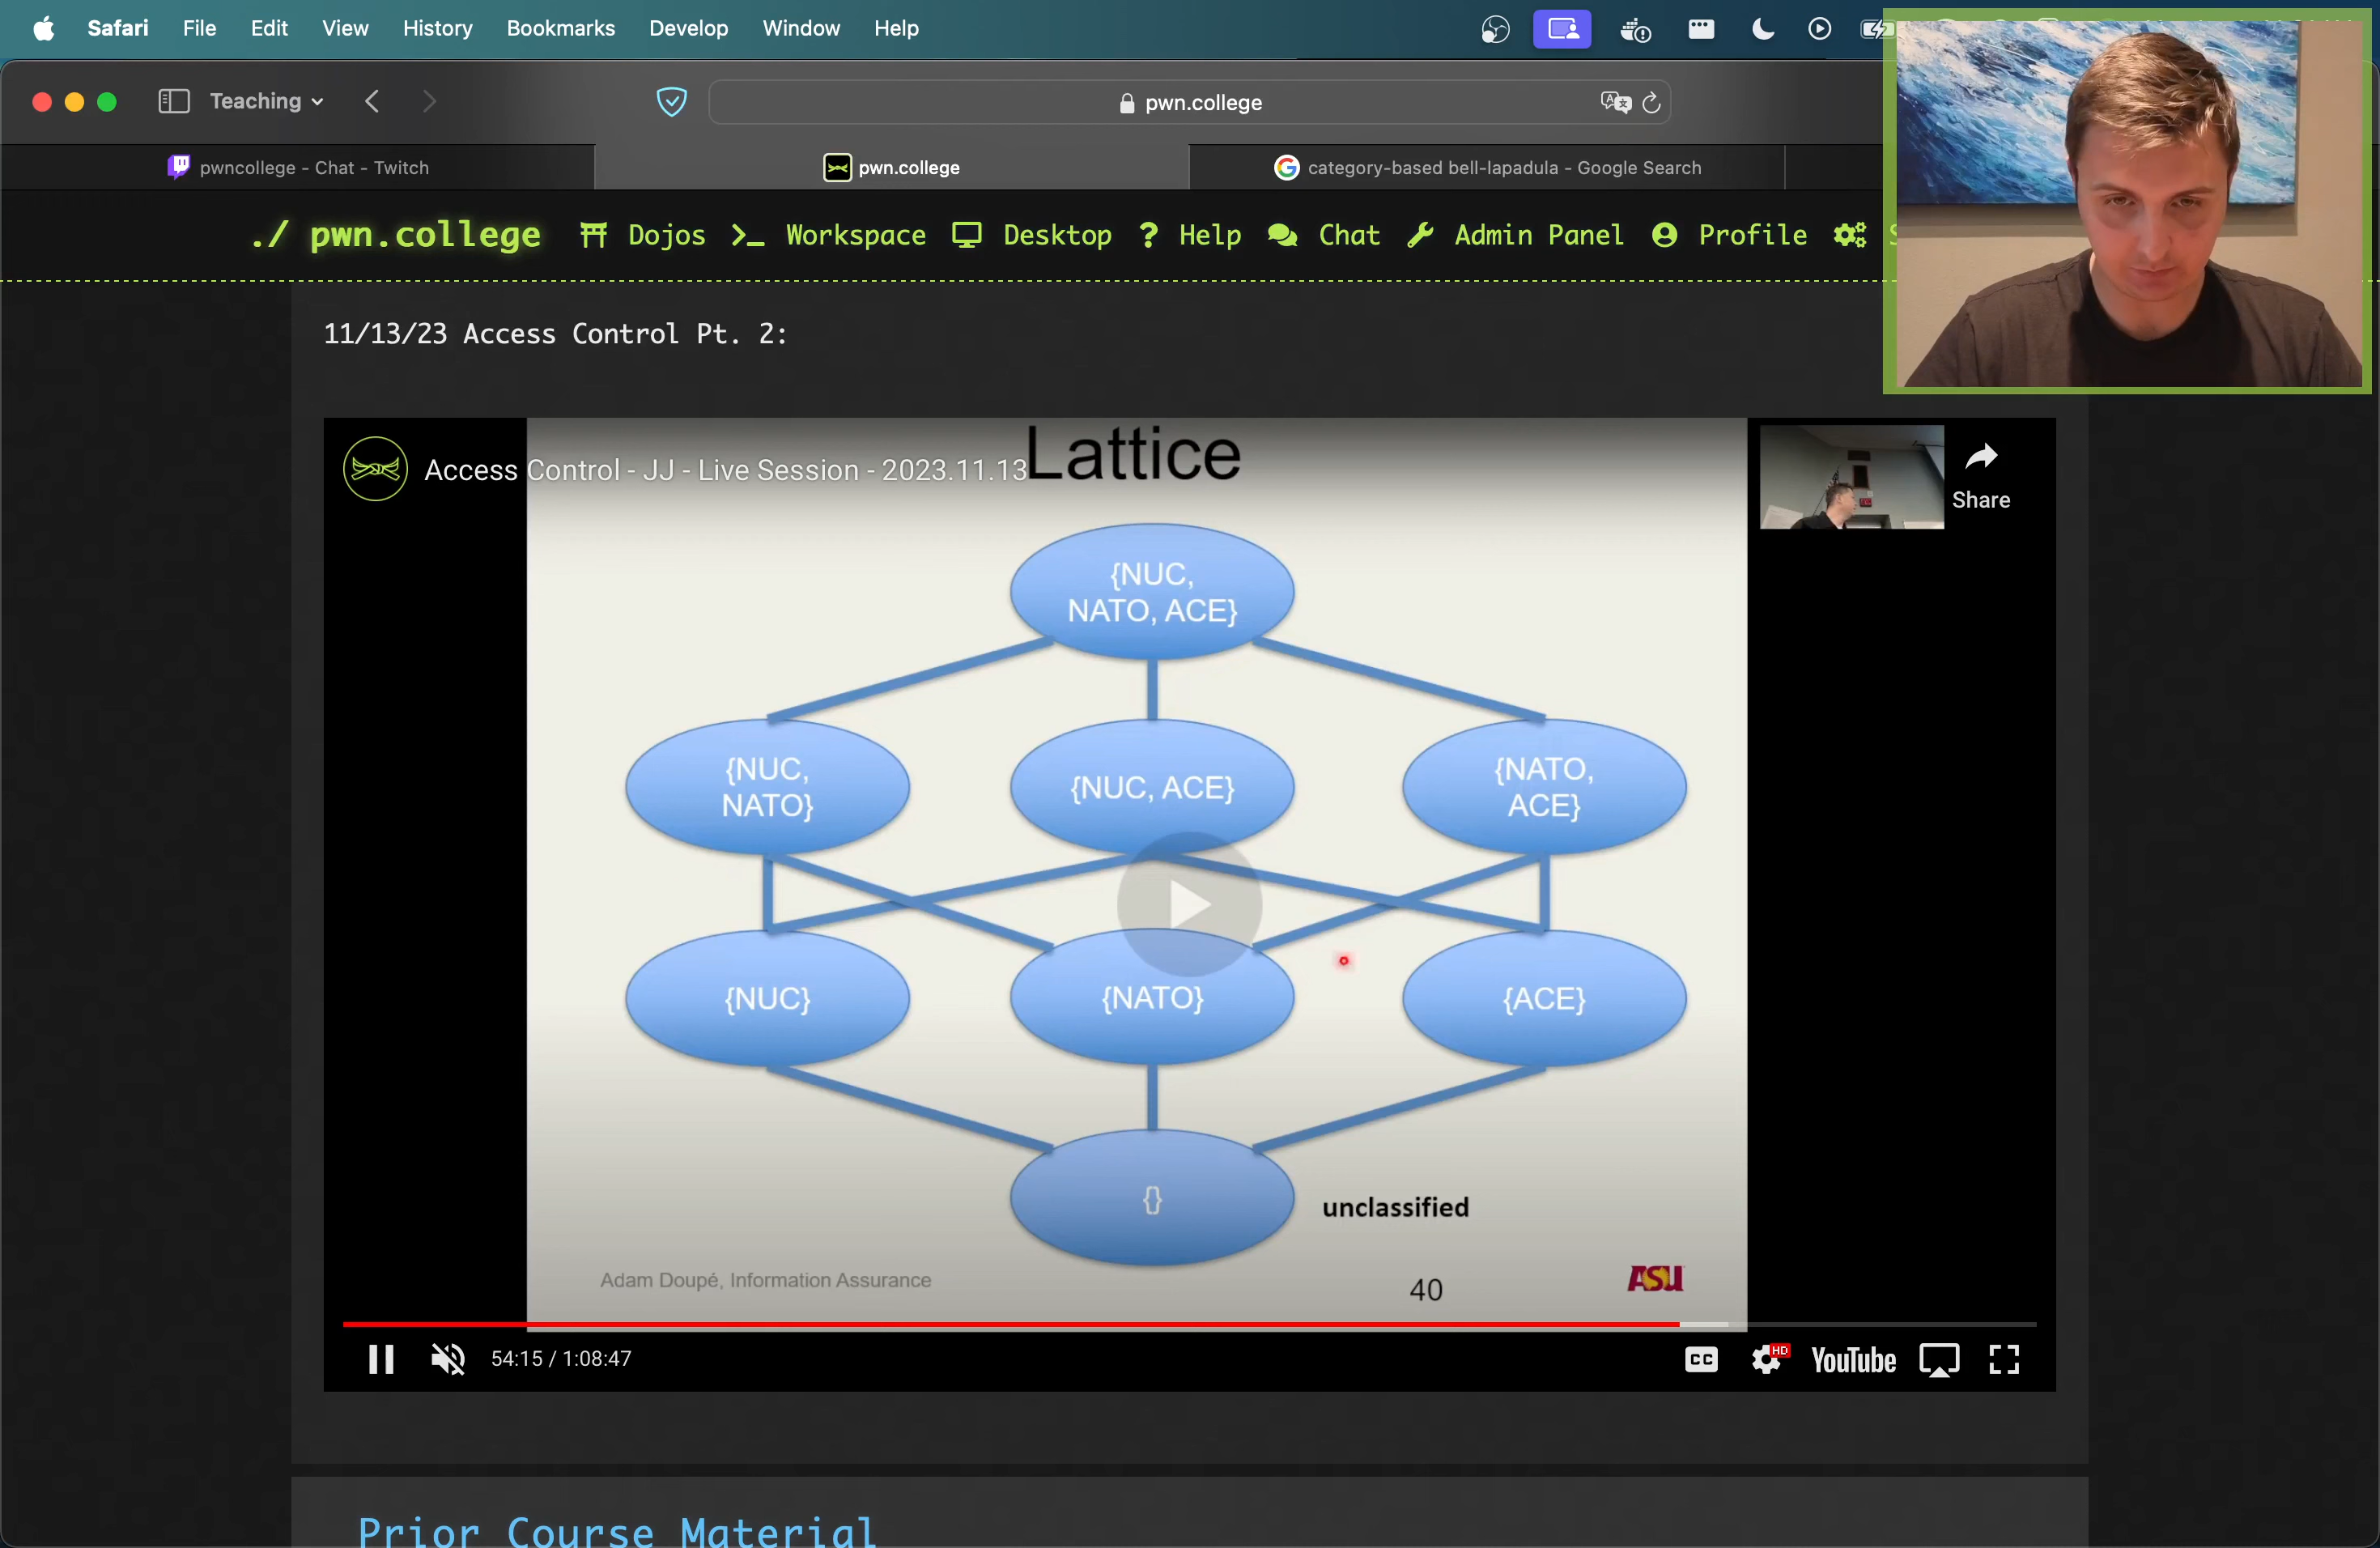 Safari File Edit View History Bookmarks Develop Window Help
Teaching
pwn.college
pwncollege - Chat - Twitch
pwn.college
category-based bell-lapadula - Google Search
./ pwn.college Dojos Workspace Desktop Help Chat Admin Panel Profile
11/13/23 Access Control Pt. 2:
Access Control - JJ - Live Session - 2023.11.13
Lattice
Share
{NUC,
NATO, ACE}
{NUC,
NATO}
{NUC, ACE}
{NATO,
ACE}
{NUC}
{NATO}
{ACE}
{}
unclassified
Adam Doupé, Information Assurance
40
ASU
54:15 / 1:08:47
CC
HD
YouTube
Prior Course Material